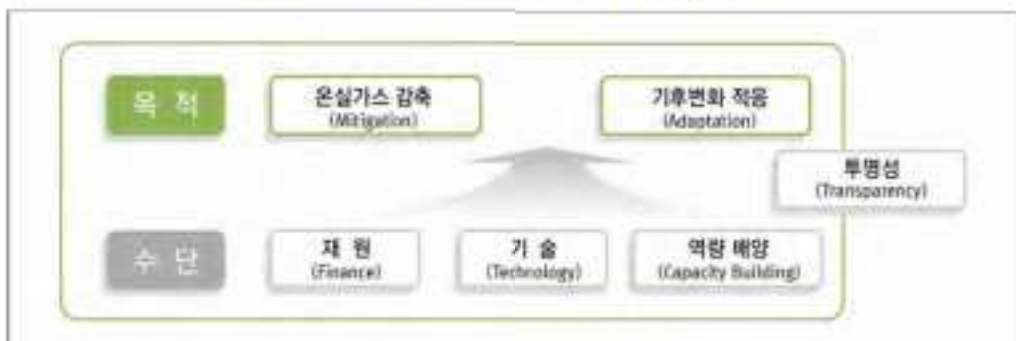 목 적
온실가스 감축
(Mitigation)
기후변화 적응
(Adaptation)
투명성
(Transparency)
수 단
재 원
(Finance)
기 술
(Technology)
역량 배양
(Capacity Building)